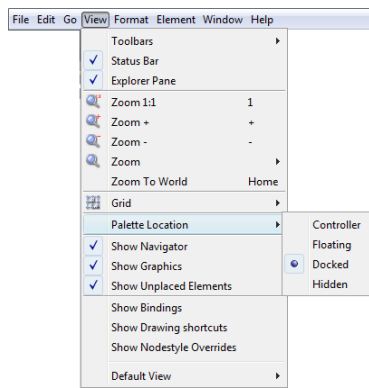 File Edit Go View Format Element Window Help
Toolbars
Status Bar
Explorer Pane
Zoom 1:1 1
Zoom + +
Zoom - -
Zoom
Zoom To World Home
Grid
Palette Location
Controller
Floating
Docked
Hidden
Show Navigator
Show Graphics
Show Unplaced Elements
Show Bindings
Show Drawing shortcuts
Show Nodestyle Overrides
Default View